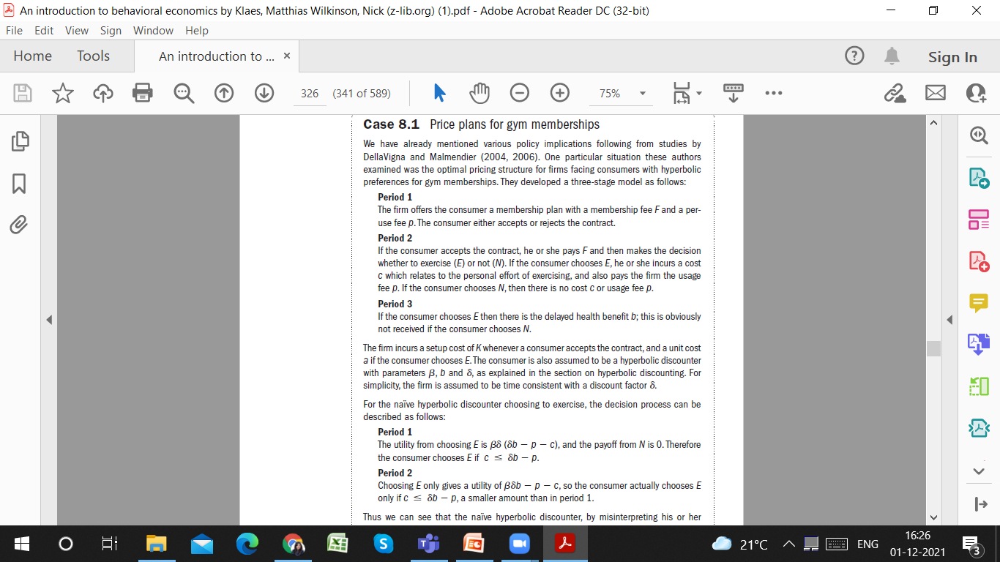 An introduction to behavioral economics by Klaes, Matthias Wilkinson, Nick (z-lib.org) (1).pdf - Adobe Acrobat Reader DC (32-bit)
File Edit View Sign Window Help
Home Tools An introduction to ... × Sign In
326 (341 of 589) 75%
Case 8.1 Price plans for gym memberships
We have already mentioned various policy implications following from studies by
DellaVigna and Malmendier (2004, 2006). One particular situation these authors
examined was the optimal pricing structure for firms facing consumers with hyperbolic
preferences for gym memberships. They developed a three-stage model as follows:
Period 1
The firm offers the consumer a membership plan with a membership fee F and a per-
use fee p. The consumer either accepts or rejects the contract.
Period 2
If the consumer accepts the contract, he or she pays F and then makes the decision
whether to exercise (E) or not (N). If the consumer chooses E, he or she incurs a cost
c which relates to the personal effort of exercising, and also pays the firm the usage
fee p. If the consumer chooses N, then there is no cost c or usage fee p.
Period 3
If the consumer chooses E then there is the delayed health benefit b; this is obviously
not received if the consumer chooses N.
The firm incurs a setup cost of K whenever a consumer accepts the contract, and a unit cost
a if the consumer chooses E. The consumer is also assumed to be a hyperbolic discounter
with parameters β, b and δ, as explained in the section on hyperbolic discounting. For
simplicity, the firm is assumed to be time consistent with a discount factor δ.
For the naïve hyperbolic discounter choosing to exercise, the decision process can be
described as follows:
Period 1
The utility from choosing E is βδ (δb – p – c), and the payoff from N is 0. Therefore
the consumer chooses E if c ≤ δb – p.
Period 2
Choosing E only gives a utility of βδb – p – c, so the consumer actually chooses E
only if c ≤ δb – p, a smaller amount than in period 1.
Thus we can see that the naïve hyperbolic discounter, by misinterpreting his or her
21°C ENG 16:26
01-12-2021 3